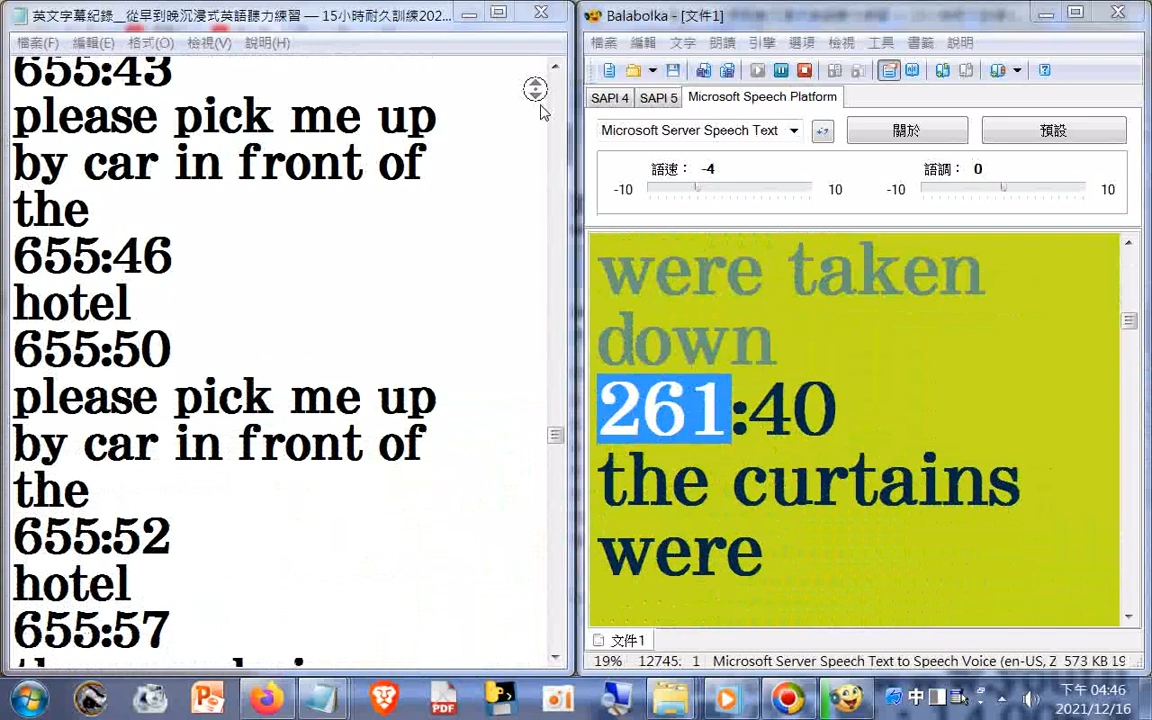 英文字幕紀錄__從早到晚沉浸式英語聽力練習 — 15小時耐久訓練202...
檔案(F) 編輯(E) 格式(O) 檢視(V) 說明(H)
655:43
please pick me up
by car in front of
the
655:46
hotel
655:50
please pick me up
by car in front of
the
655:52
hotel
655:57
Balabolka - [文件1]
檔案 編輯 文字 朗讀 引擎 選項 檢視 工具 書籤 說明
SAPI 4 SAPI 5 Microsoft Speech Platform
Microsoft Server Speech Text 關於 預設
語速: -4 語調: 0
-10 10 -10 10
were taken
down
261:40
the curtains
were
文件1
19% 12745: 1 Microsoft Server Speech Text to Speech Voice (en-US, Z 573 KB 19
中 下午 04:46
2021/12/16